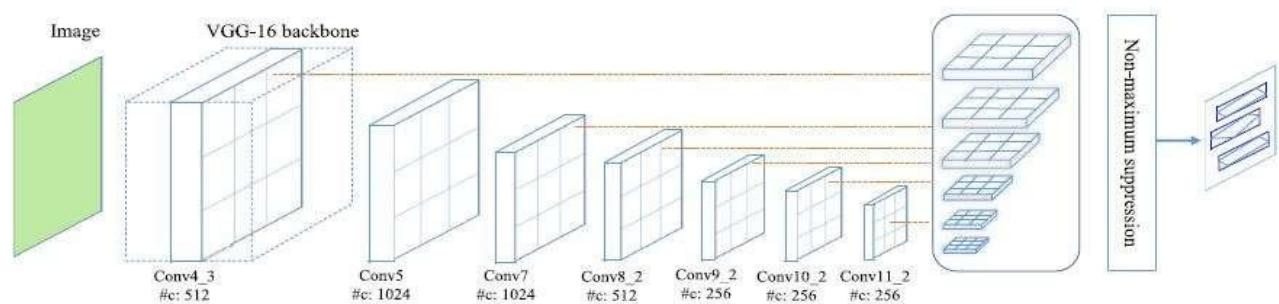 Image
VGG-16 backbone
Conv4_3
#c: 512
Conv5
#c: 1024
Conv7
#c: 1024
Conv8_2
#c: 512
Conv9_2
#c: 256
Conv10_2
#c: 256
Conv11_2
#c: 256
Non-maximum
suppression